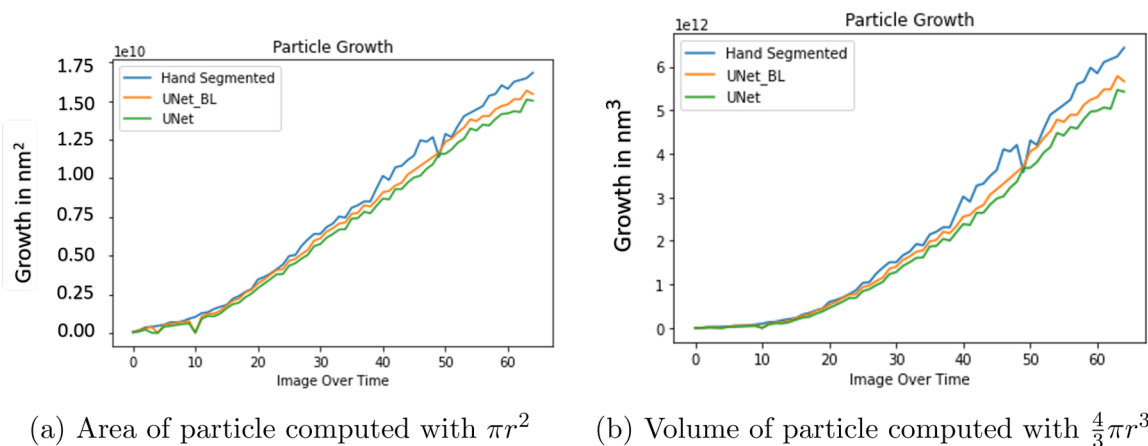 1e10
Particle Growth
Growth in nm²
1.75
1.50
1.25
1.00
0.75
0.50
0.25
0.00
Hand Segmented
UNet_BL
UNet
0 10 20 30 40 50 60
Image Over Time
(a) Area of particle computed with πr²
1e12
Particle Growth
Growth in nm³
6
5
4
3
2
1
0
Hand Segmented
UNet_BL
UNet
0 10 20 30 40 50 60
Image Over Time
(b) Volume of particle computed with 4/3 πr³